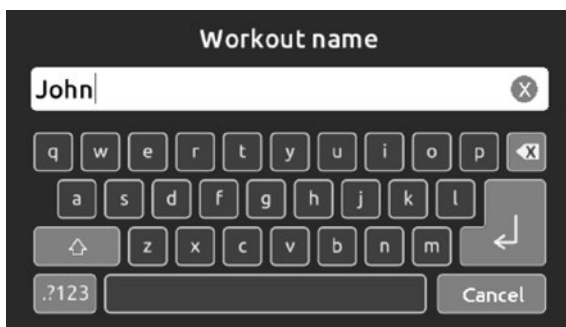 Workout name
John
X
q w e r t y u i o p X
a s d f g h j k l
z x c v b n m
.?123 Cancel